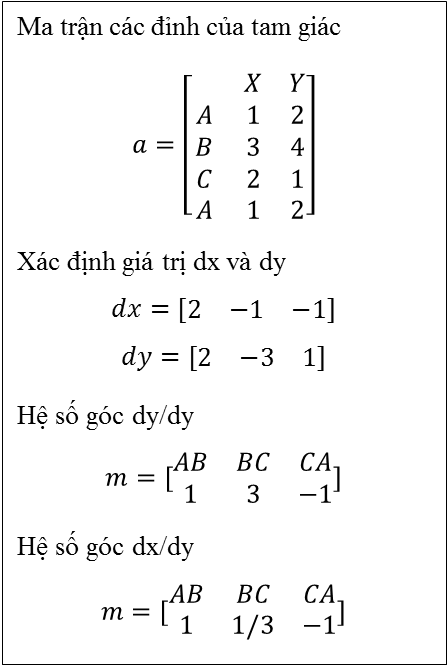 Ma trận các đỉnh của tam giác
X Y
A 1 2
a = B 3 4
C 2 1
A 1 2
Xác định giá trị dx và dy
dx = [2 −1 −1]
dy = [2 −3 1]
Hệ số góc dy/dy
AB BC CA
m = [1 3 −1]
Hệ số góc dx/dy
AB BC CA
m = [1 1/3 −1]